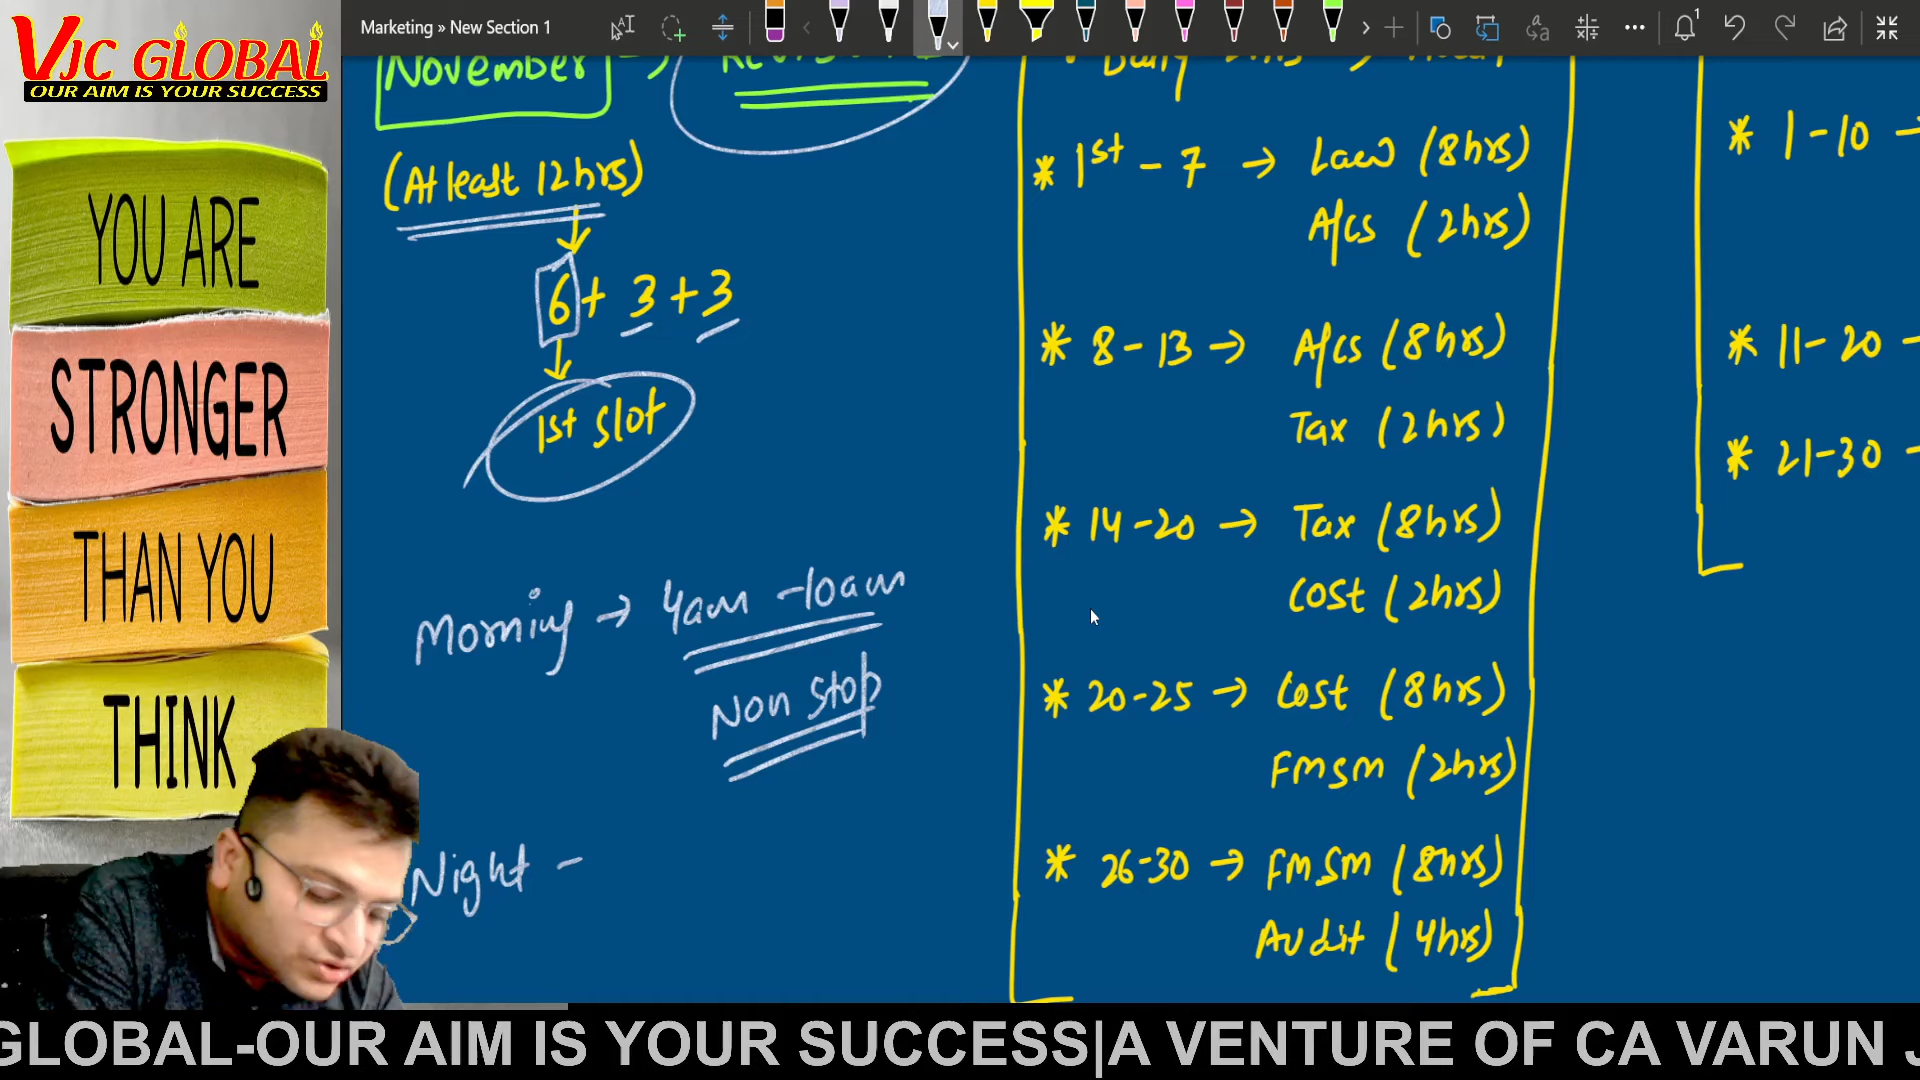 VJC GLOBAL
OUR AIM IS YOUR SUCCESS
YOU ARE
STRONGER
THAN YOU
THINK
Marketing » New Section 1
November →
(At least 12hrs)
6 + 3 + 3
1st slot
Morning → 4am - 10am
Non Stop
Night -
* 1st - 7 → Law (8hrs)
A/cs (2hrs)
* 8 - 13 → A/cs (8hrs)
Tax (2hrs)
* 14 - 20 → Tax (8hrs)
Cost (2hrs)
* 20 - 25 → Cost (8hrs)
FMSM (2hrs)
* 26 - 30 → FMSM (8hrs)
Audit (4hrs)
* 1 - 10 →
* 11 - 20 -
* 21 - 30 -
GLOBAL-OUR AIM IS YOUR SUCCESS|A VENTURE OF CA VARUN J